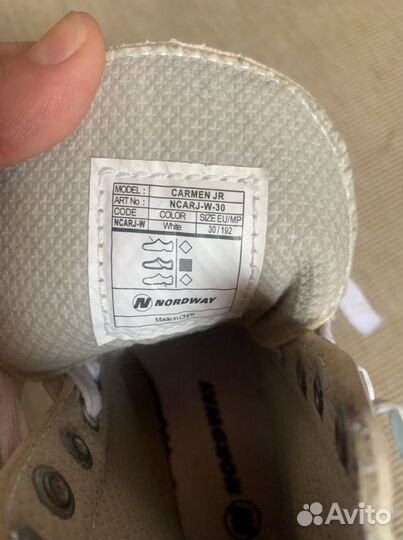 MODEL: CARMEN JR
ART No: NCARJ-W-30
CODE COLOR SIZE EU/MP
NCARJ-W White 30/192
N NORDWAY
Made in China
NORDWAY
Avito